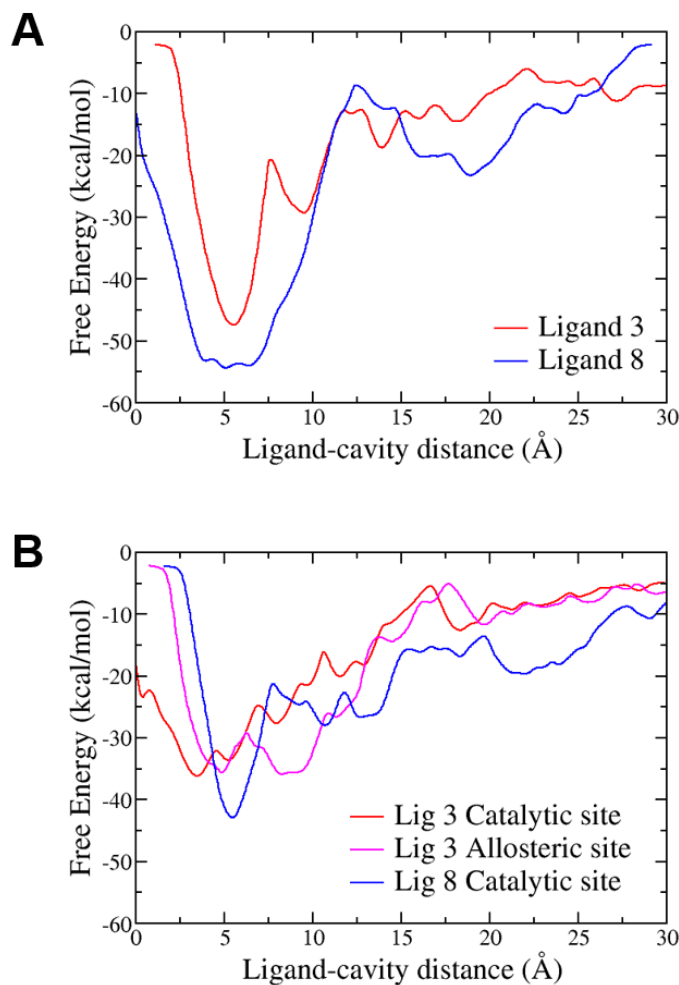 A
0
-10
-20
-30
-40
-50
-60
Free Energy (kcal/mol)
Ligand 3
Ligand 8
0 5 10 15 20 25 30
Ligand-cavity distance (Å)
B
0
-10
-20
-30
-40
-50
-60
Free Energy (kcal/mol)
Lig 3 Catalytic site
Lig 3 Allosteric site
Lig 8 Catalytic site
0 5 10 15 20 25 30
Ligand-cavity distance (Å)